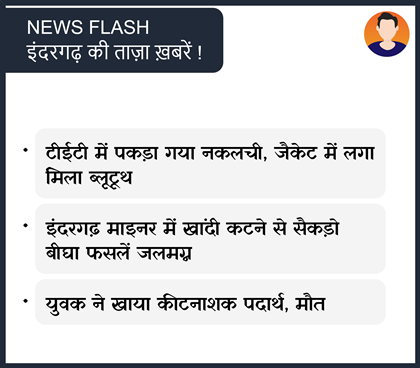 NEWS FLASH
इंदरगढ़ की ताज़ा ख़बरें !
• टीईटी में पकड़ा गया नकलची, जैकेट में लगा
मिला ब्लूटूथ
• इंदरगढ़ माइनर में खांदी कटने से सैकड़ो
बीघा फसलें जलमग्न
• युवक ने खाया कीटनाशक पदार्थ, मौत